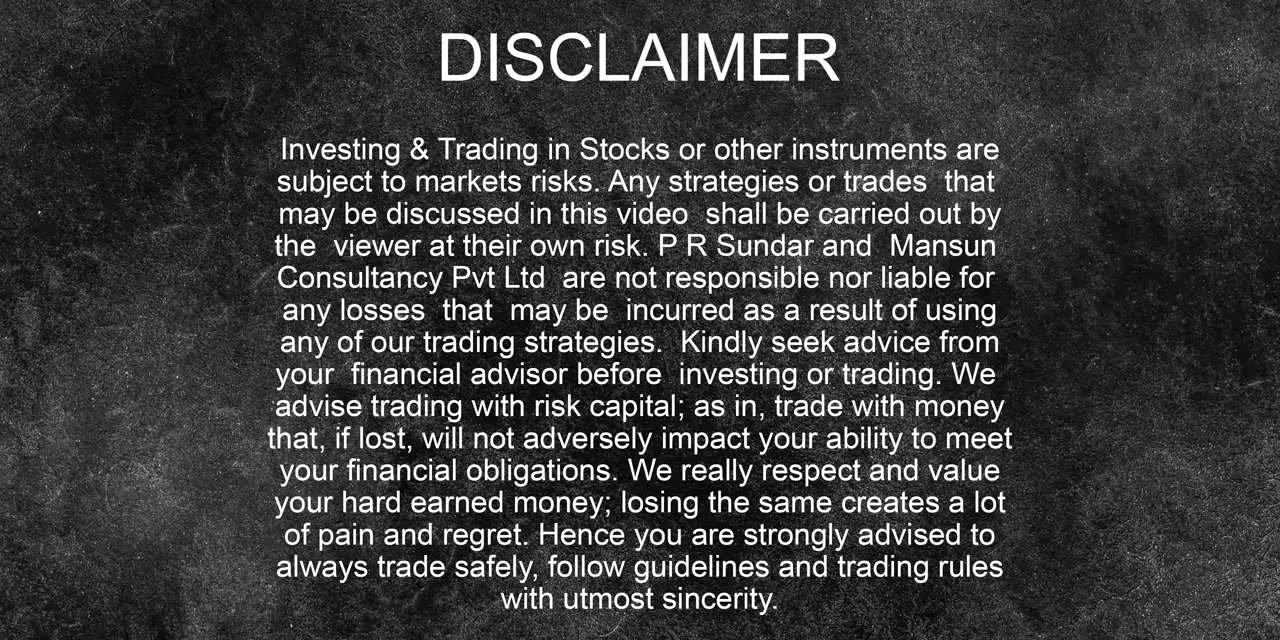 DISCLAIMER
Investing & Trading in Stocks or other instruments are
subject to markets risks. Any strategies or trades  that
may be discussed in this video  shall be carried out by
the  viewer at their own risk. P R Sundar and  Mansun
Consultancy Pvt Ltd  are not responsible nor liable for
any losses  that  may be  incurred as a result of using
any of our trading strategies.  Kindly seek advice from
your  financial advisor before  investing or trading. We
advise trading with risk capital; as in, trade with money
that, if lost, will not adversely impact your ability to meet
your financial obligations. We really respect and value
your hard earned money; losing the same creates a lot
of pain and regret. Hence you are strongly advised to
always trade safely, follow guidelines and trading rules
with utmost sincerity.